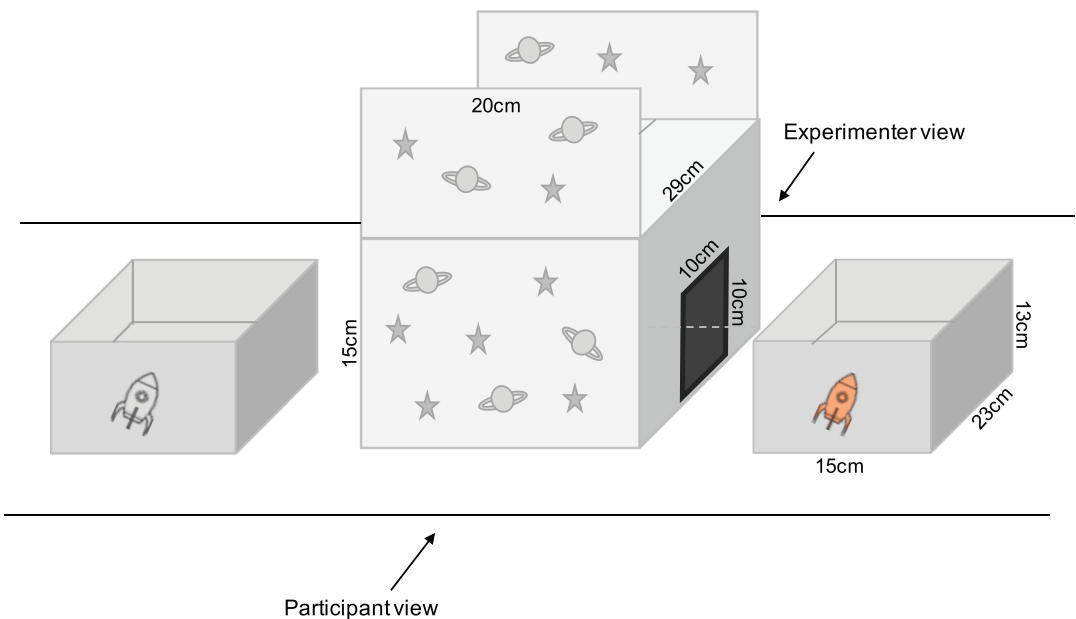 20cm
Experimenter view
29cm
10cm
10cm
15cm
13cm
23cm
15cm
Participant view